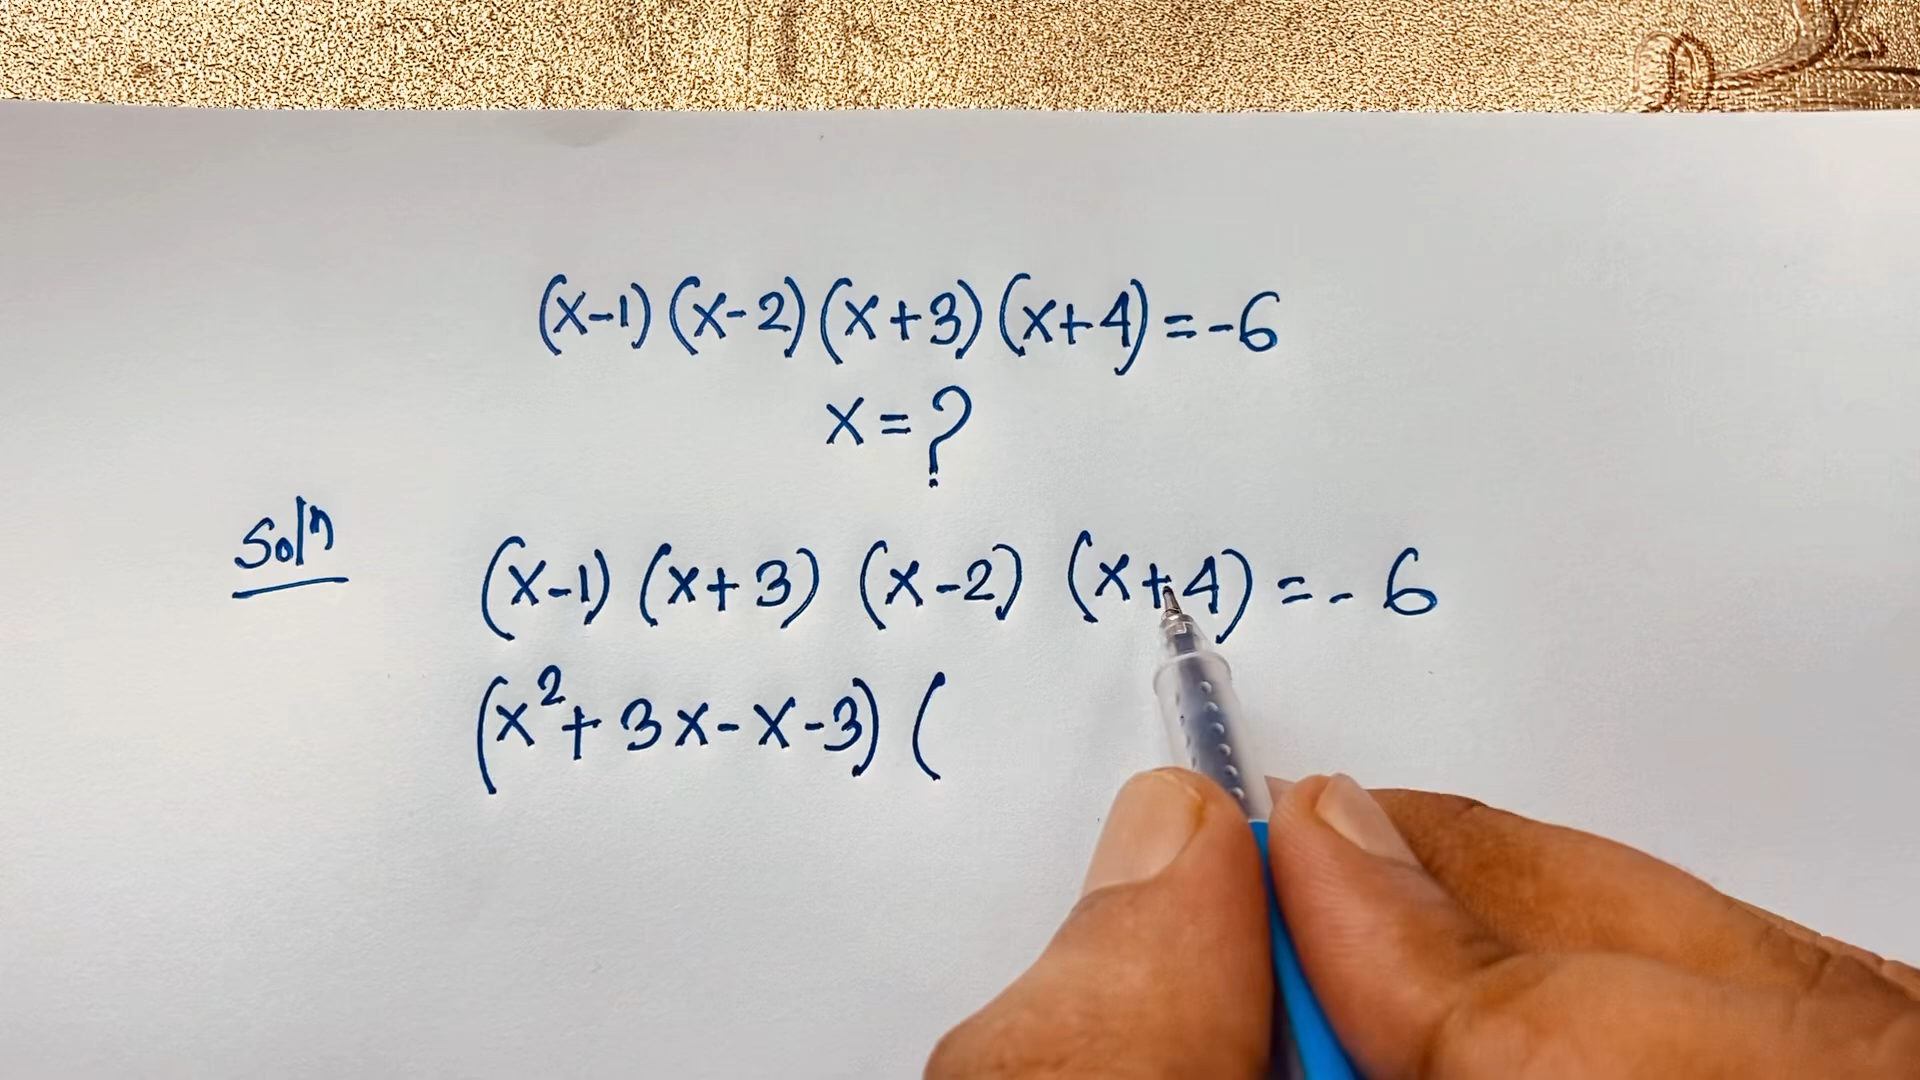 (x-1)(x-2)(x+3)(x+4)=-6
x=?
Soln
(x-1)(x+3)(x-2)(x+4)=-6
(x²+3x-x-3)(